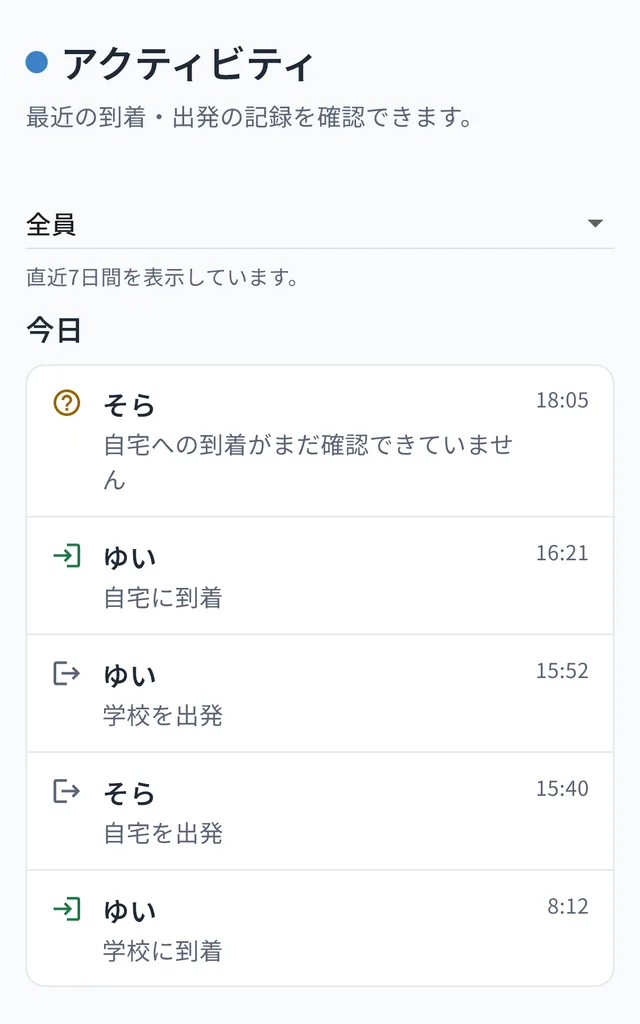 アクティビティ
最近の到着・出発の記録を確認できます。
全員
直近7日間を表示しています。
今日
そら 18:05
自宅への到着がまだ確認できていませ
ん
ゆい 16:21
自宅に到着
ゆい 15:52
学校を出発
そら 15:40
自宅を出発
ゆい 8:12
学校に到着